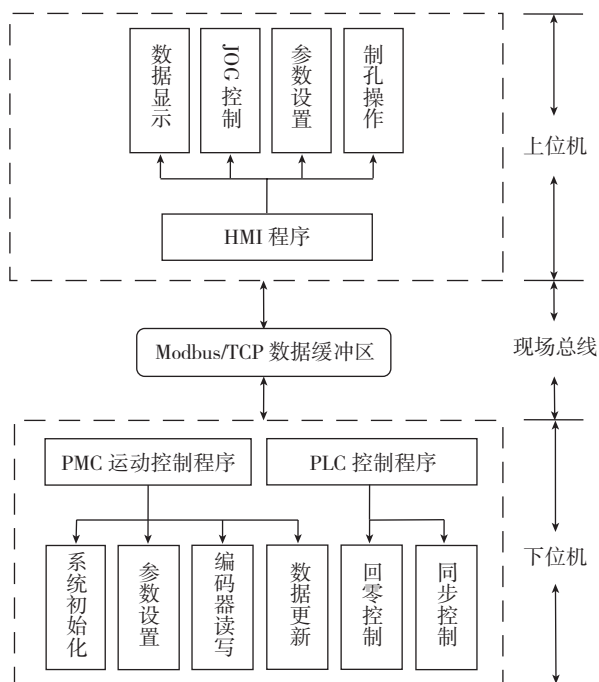 数据显示
JOG控制
参数设置
制孔操作
上位机
HMI 程序
Modbus/TCP 数据缓冲区
现场总线
PMC 运动控制程序
PLC 控制程序
下位机
系统初始化
参数设置
编码器读写
数据更新
回零控制
同步控制